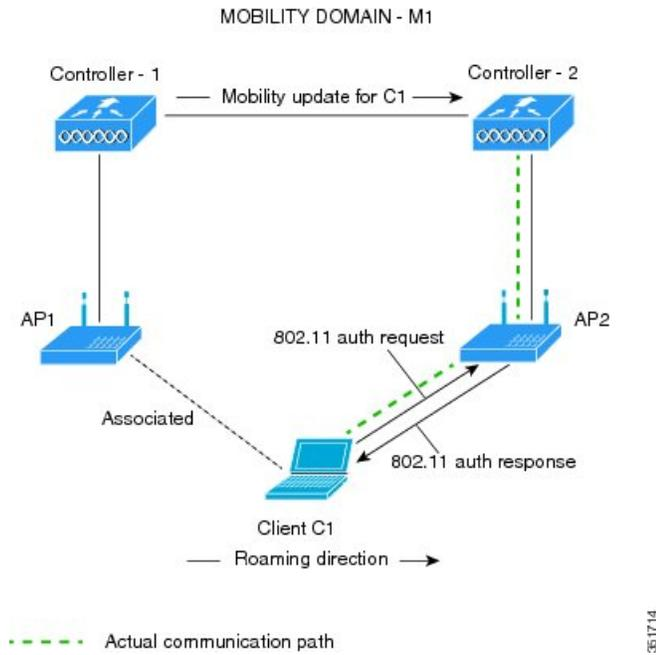 MOBILITY DOMAIN - M1
Controller - 1
Controller - 2
Mobility update for C1
AP1
AP2
802.11 auth request
Associated
802.11 auth response
Client C1
Roaming direction
Actual communication path
351714